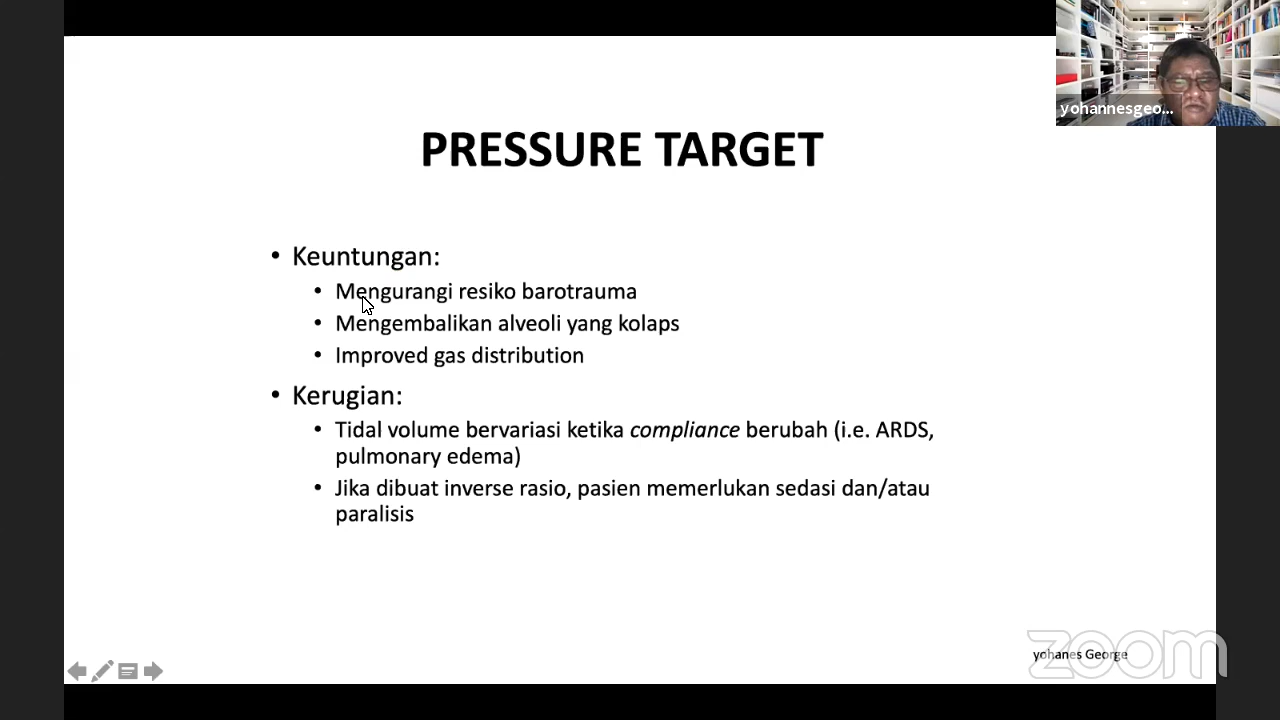 yohannesgeo...
PRESSURE TARGET
• Keuntungan:
• Mengurangi resiko barotrauma
• Mengembalikan alveoli yang kolaps
• Improved gas distribution
• Kerugian:
• Tidal volume bervariasi ketika compliance berubah (i.e. ARDS,
pulmonary edema)
• Jika dibuat inverse rasio, pasien memerlukan sedasi dan/atau
paralisis
yohanes George
zoom